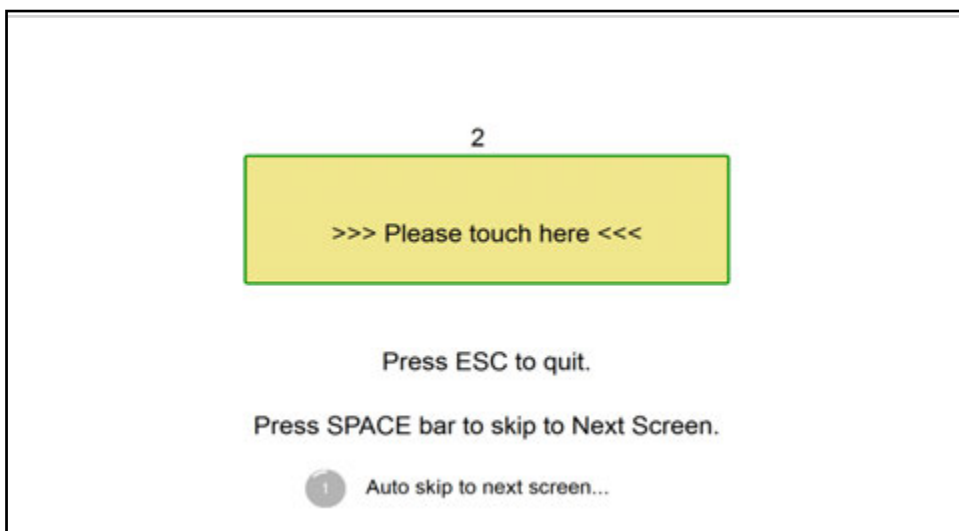 2
>>> Please touch here <<<
Press ESC to quit.
Press SPACE bar to skip to Next Screen.
1 Auto skip to next screen...